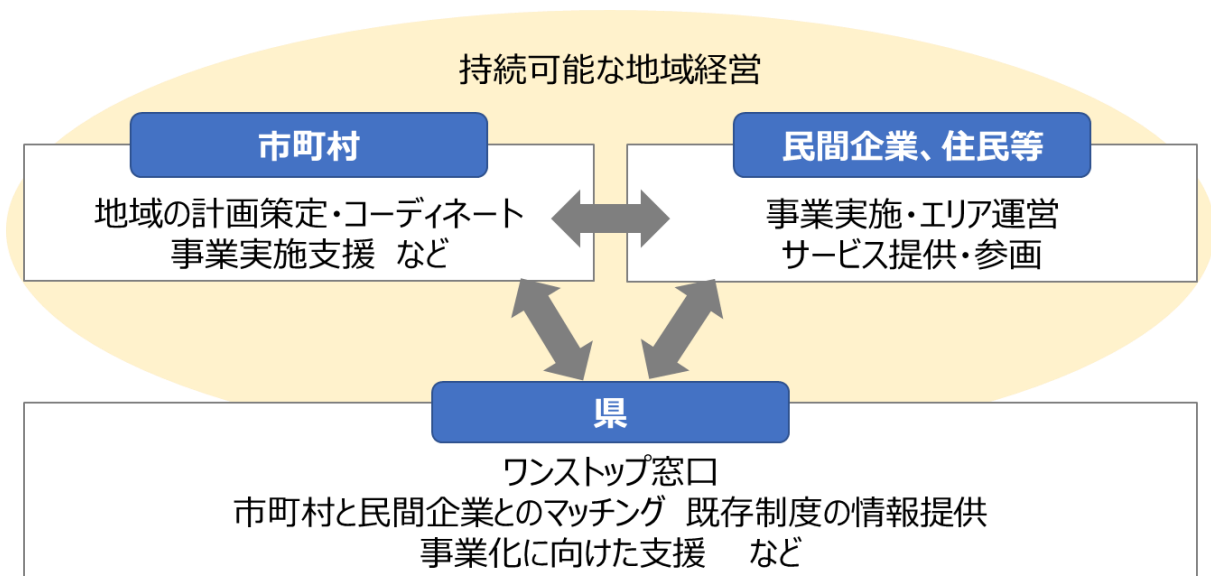 持続可能な地域経営
市町村
地域の計画策定・コーディネート
事業実施支援 など
民間企業、住民等
事業実施・エリア運営
サービス提供・参画
県
ワンストップ窓口
市町村と民間企業とのマッチング 既存制度の情報提供
事業化に向けた支援 など